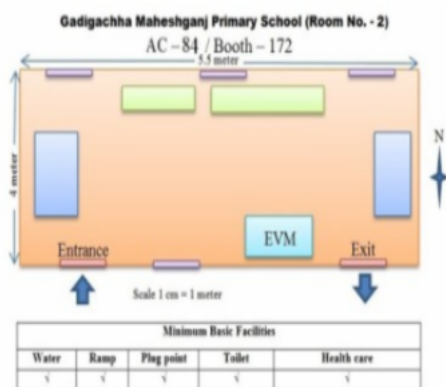 Gadigachha Maheshganj Primary School (Room No. - 2)
AC – 84 / Booth – 172
5.5 meter
4 meter
N
EVM
Entrance
Exit
Scale 1 cm = 1 meter
Minimum Basic Facilities
Water Ramp Plug point Toilet Health care
√ √ √ √ √